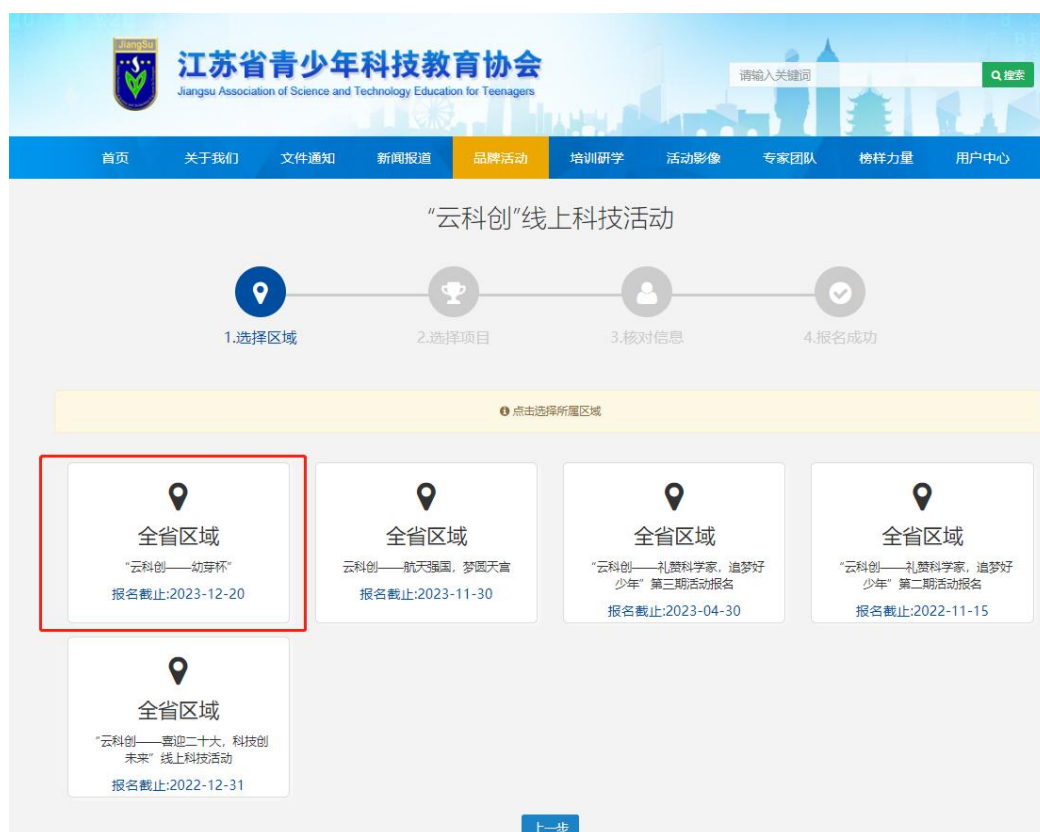 JiangSu
江苏省青少年科技教育协会
Jiangsu Association of Science and Technology Education for Teenagers
请输入关键词
搜索
首页 关于我们 文件通知 新闻报道 品牌活动 培训研学 活动影像 专家团队 榜样力量 用户中心
“云科创”线上科技活动
1.选择区域 2.选择项目 3.核对信息 4.报名成功
点击选择所属区域
全省区域
“云科创——幼芽杯”
报名截止:2023-12-20
全省区域
云科创——航天强国，梦圆天宫
报名截止:2023-11-30
全省区域
“云科创——礼赞科学家，追梦好
少年”第三期活动报名
报名截止:2023-04-30
全省区域
“云科创——礼赞科学家，追梦好
少年”第二期活动报名
报名截止:2022-11-15
全省区域
“云科创——喜迎二十大，科技创
未来”线上科技活动
报名截止:2022-12-31
上一步